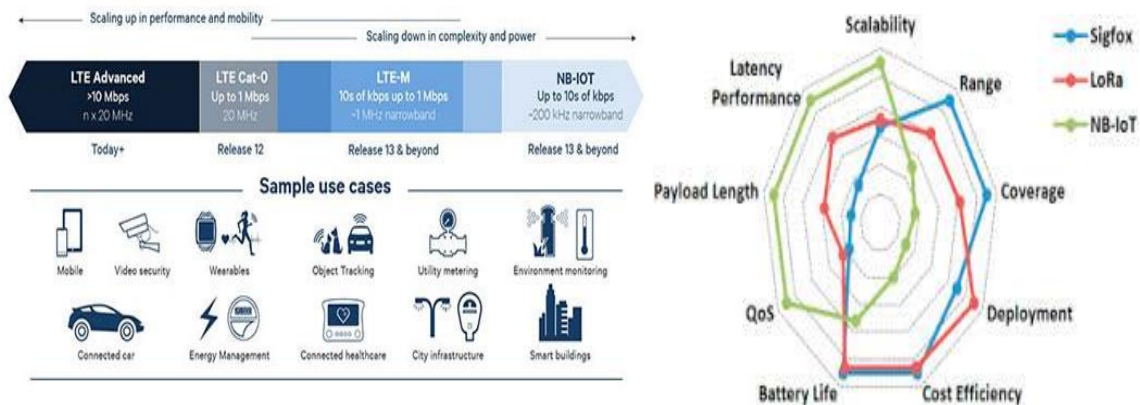 Scaling up in performance and mobility
Scaling down in complexity and power
LTE Advanced
>10 Mbps
n x 20 MHz
LTE Cat-0
Up to 1 Mbps
20 MHz
LTE-M
10s of kbps up to 1 Mbps
~1 MHz narrowband
NB-IOT
Up to 10s of kbps
~200 kHz narrowband
Today+
Release 12
Release 13 & beyond
Release 13 & beyond
Sample use cases
Mobile
Video security
Wearables
Object Tracking
Utility metering
Environment monitoring
Connected car
Energy Management
Connected healthcare
City infrastructure
Smart buildings
Scalability
Range
Coverage
Deployment
Cost Efficiency
Battery Life
QoS
Payload Length
Latency
Performance
Sigfox
LoRa
NB-IoT